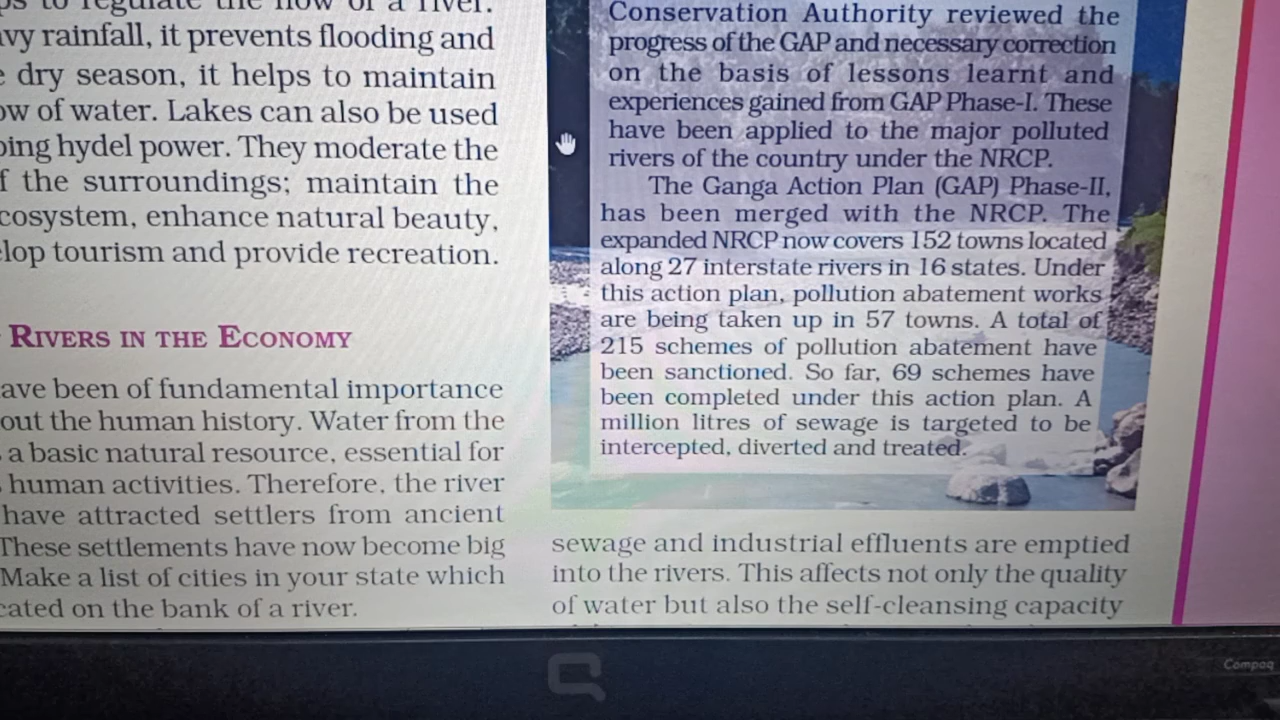 to regulate the flow of a river.
rainfall, it prevents flooding and
dry season, it helps to maintain
of water. Lakes can also be used
hydel power. They moderate the
the surroundings; maintain the
enhance natural beauty,
tourism and provide recreation.
RIVERS IN THE ECONOMY
been of fundamental importance
out the human history. Water from the
a basic natural resource, essential for
human activities. Therefore, the river
have attracted settlers from ancient
These settlements have now become big
Make a list of cities in your state which
on the bank of a river.
Conservation Authority reviewed the
progress of the GAP and necessary correction
on the basis of lessons learnt and
experiences gained from GAP Phase-I. These
have been applied to the major polluted
rivers of the country under the NRCP.
The Ganga Action Plan (GAP) Phase-II,
has been merged with the NRCP. The
expanded NRCP now covers 152 towns located
along 27 interstate rivers in 16 states. Under
this action plan, pollution abatement works
are being taken up in 57 towns. A total of
215 schemes of pollution abatement have
been sanctioned. So far, 69 schemes have
been completed under this action plan. A
million litres of sewage is targeted to be
intercepted, diverted and treated.
sewage and industrial effluents are emptied
into the rivers. This affects not only the quality
of water but also the self-cleansing capacity
Compaq